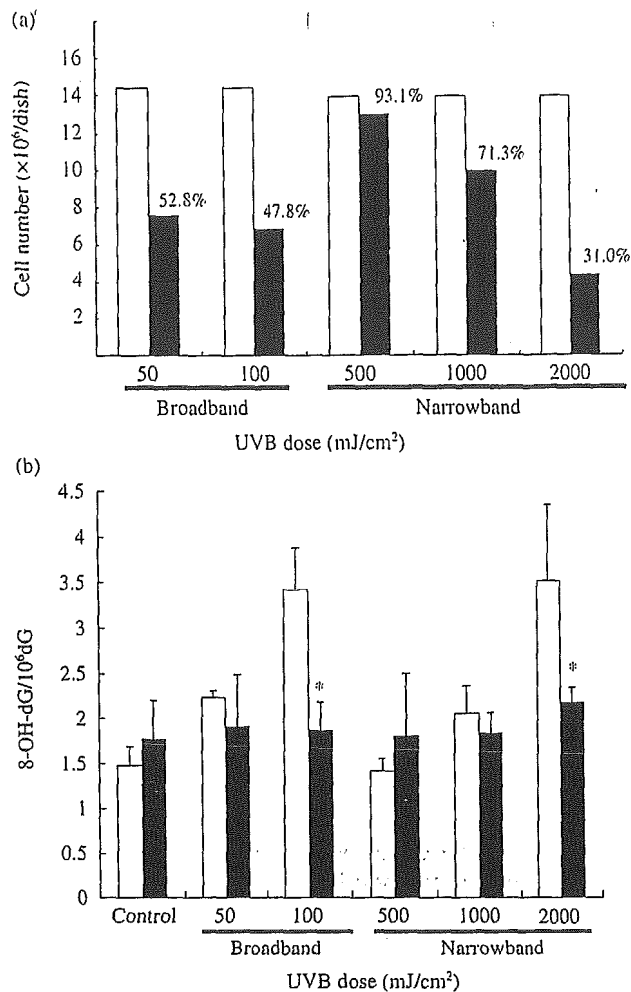 (a)
Cell number (×10⁶/dish)
16
14
12
10
8
6
4
2
52.8%
47.8%
93.1%
71.3%
31.0%
50 100 500 1000 2000
Broadband Narrowband
UVB dose (mJ/cm²)
(b)
8-OH-dG/10⁶dG
4.5
4
3.5
3
2.5
2
1.5
1
0.5
0
*
*
Control 50 100 500 1000 2000
Broadband Narrowband
UVB dose (mJ/cm²)